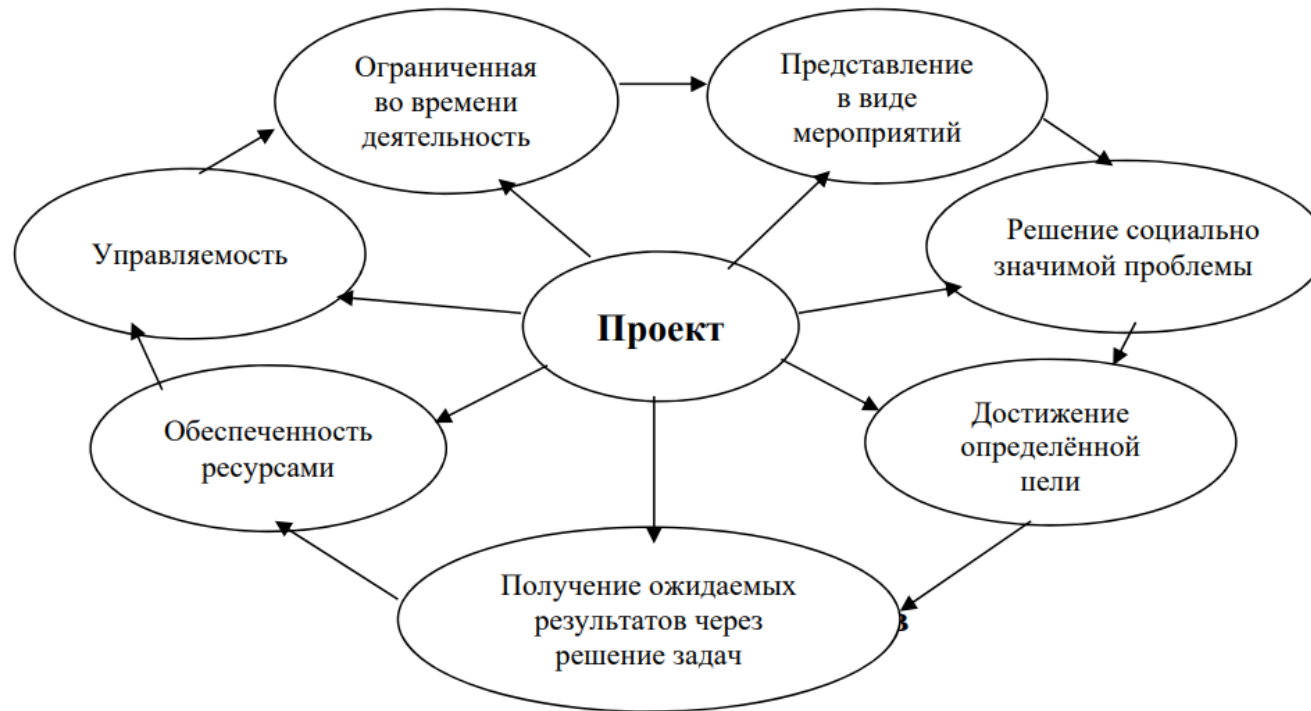 Ограниченная
во времени
деятельность
Представление
в виде
мероприятий
Управляемость
Решение социально
значимой проблемы
Проект
Обеспеченность
ресурсами
Достижение
определённой
цели
Получение ожидаемых
результатов через
решение задач